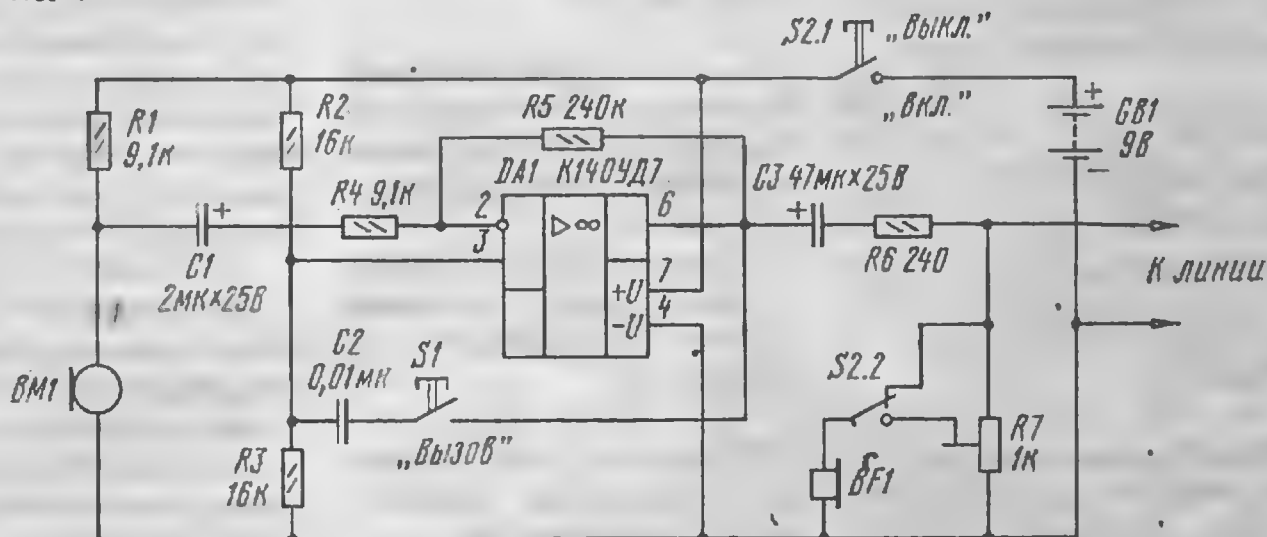 S2.1 „Выкл."
„Вкл."
R1
9,1к
R2
16к
R5 240к
GB1
9В
+
−
DA1 К140УД7
R4 9,1к
2
3
▷∞
6
7
+U
4
−U
C3 47мк×25В
+
R6 240
К линии
+
C1
2мк×25В
C2
0,01мк
S1
„Вызов"
S2.2
BM1
R3
16к
BF1
R7
1к